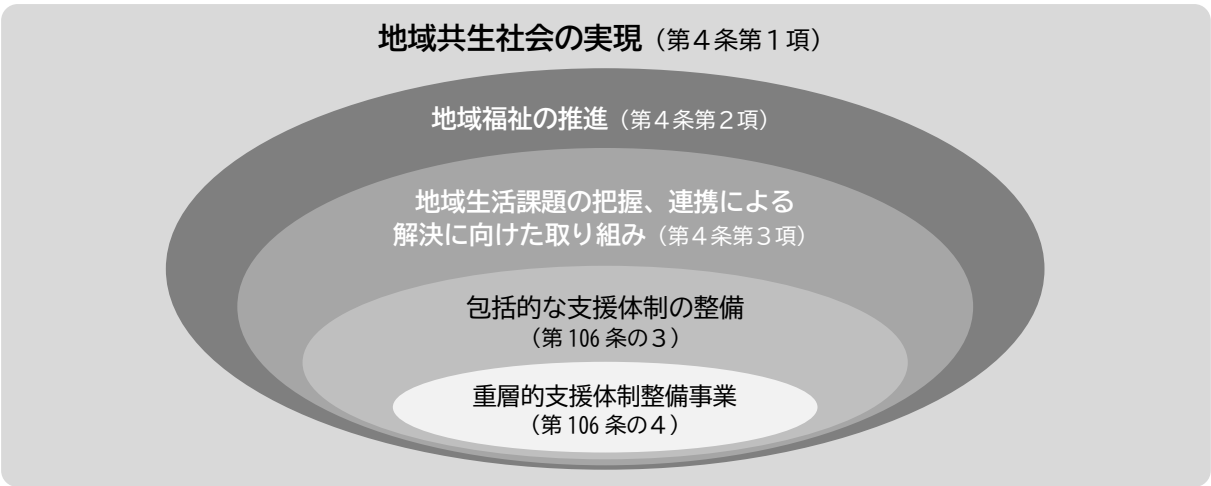 地域共生社会の実現（第４条第１項）
地域福祉の推進（第４条第２項）
地域生活課題の把握、連携による
解決に向けた取り組み（第４条第３項）
包括的な支援体制の整備
（第 106 条の３）
重層的支援体制整備事業
（第 106 条の４）